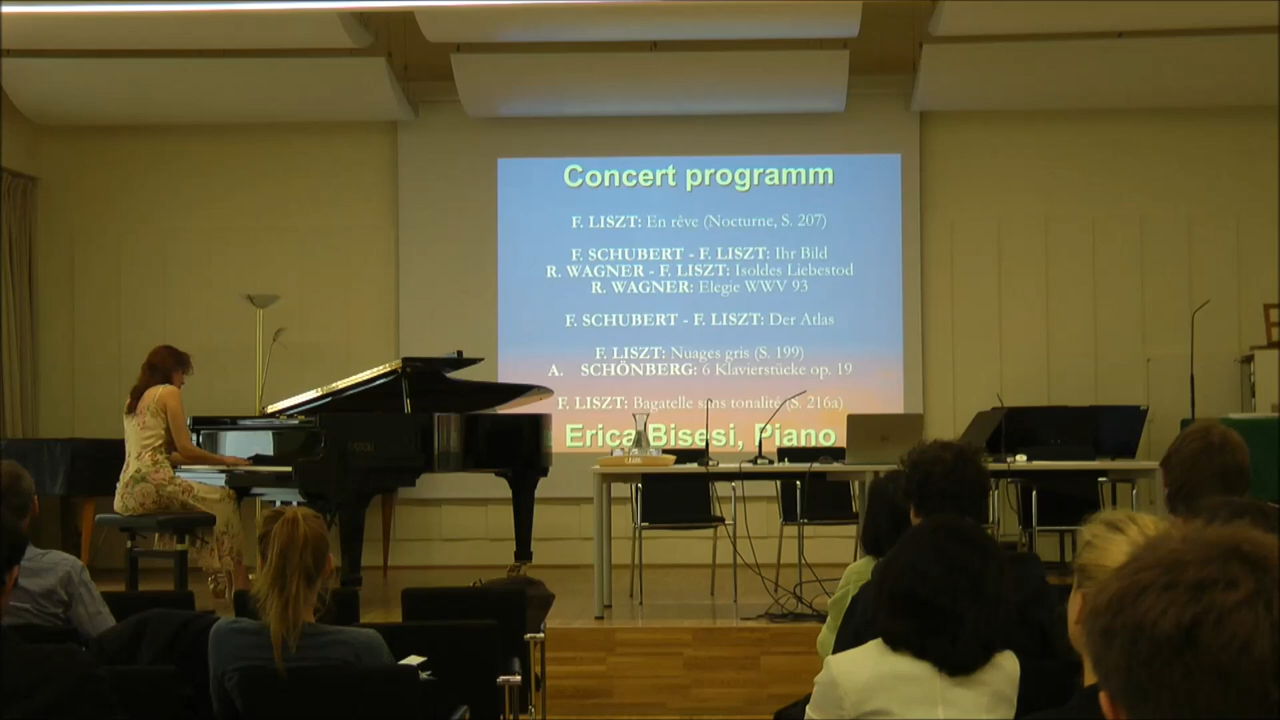 Concert programm
F. LISZT: En rêve (Nocturne, S. 207)
F. SCHUBERT - F. LISZT: Ihr Bild
R. WAGNER - F. LISZT: Isoldes Liebestod
R. WAGNER: Elegie WWV 93
F. SCHUBERT - F. LISZT: Der Atlas
F. LISZT: Nuages gris (S. 199)
A. SCHÖNBERG: 6 Klavierstücke op. 19
F. LISZT: Bagatelle sans tonalité (S. 216a)
Erica Bisesi, Piano